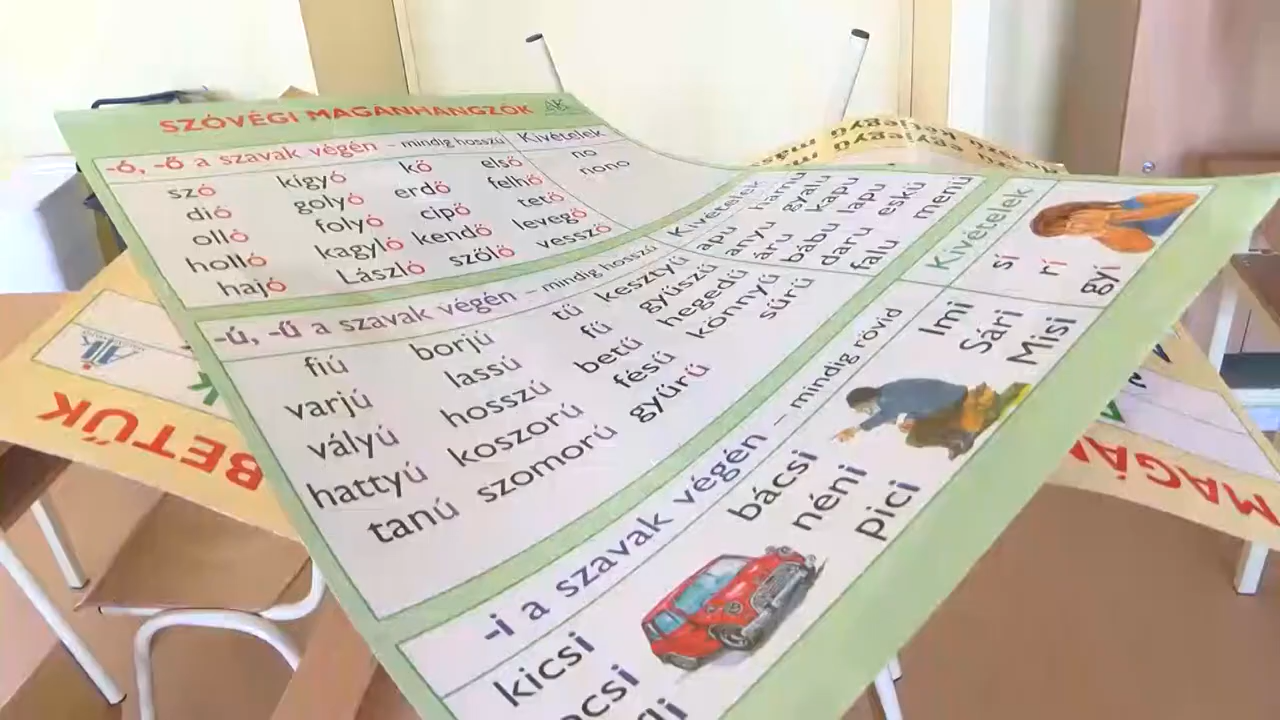 SZÓVÉGI MAGÁNHANGZÓK
-ó, -ő a szavak végén – mindig hosszú
Kivételek
szó kígyó kő első
dió golyó erdő felhő
olló folyó cipő tető
holló kagyló kendő levegő
hajó László szőlő vessző
no
nono
-ú, -ű a szavak végén – mindig hosszú
Kivételek
fiú borjú tű kesztyű
varjú lassú fű gyűszű
vályú hosszú betű hegedű
hattyú koszorú fésű könnyű
tanú szomorú gyűrű sűrű
apu hamu
anyu gyalu
áru kapu
babu lapu
daru eskü
falu menü
-i a szavak végén – mindig rövid
Kivételek
kicsi bácsi Imi
néni Sári
pici Misi
sí
rí
gyí
BETŰK